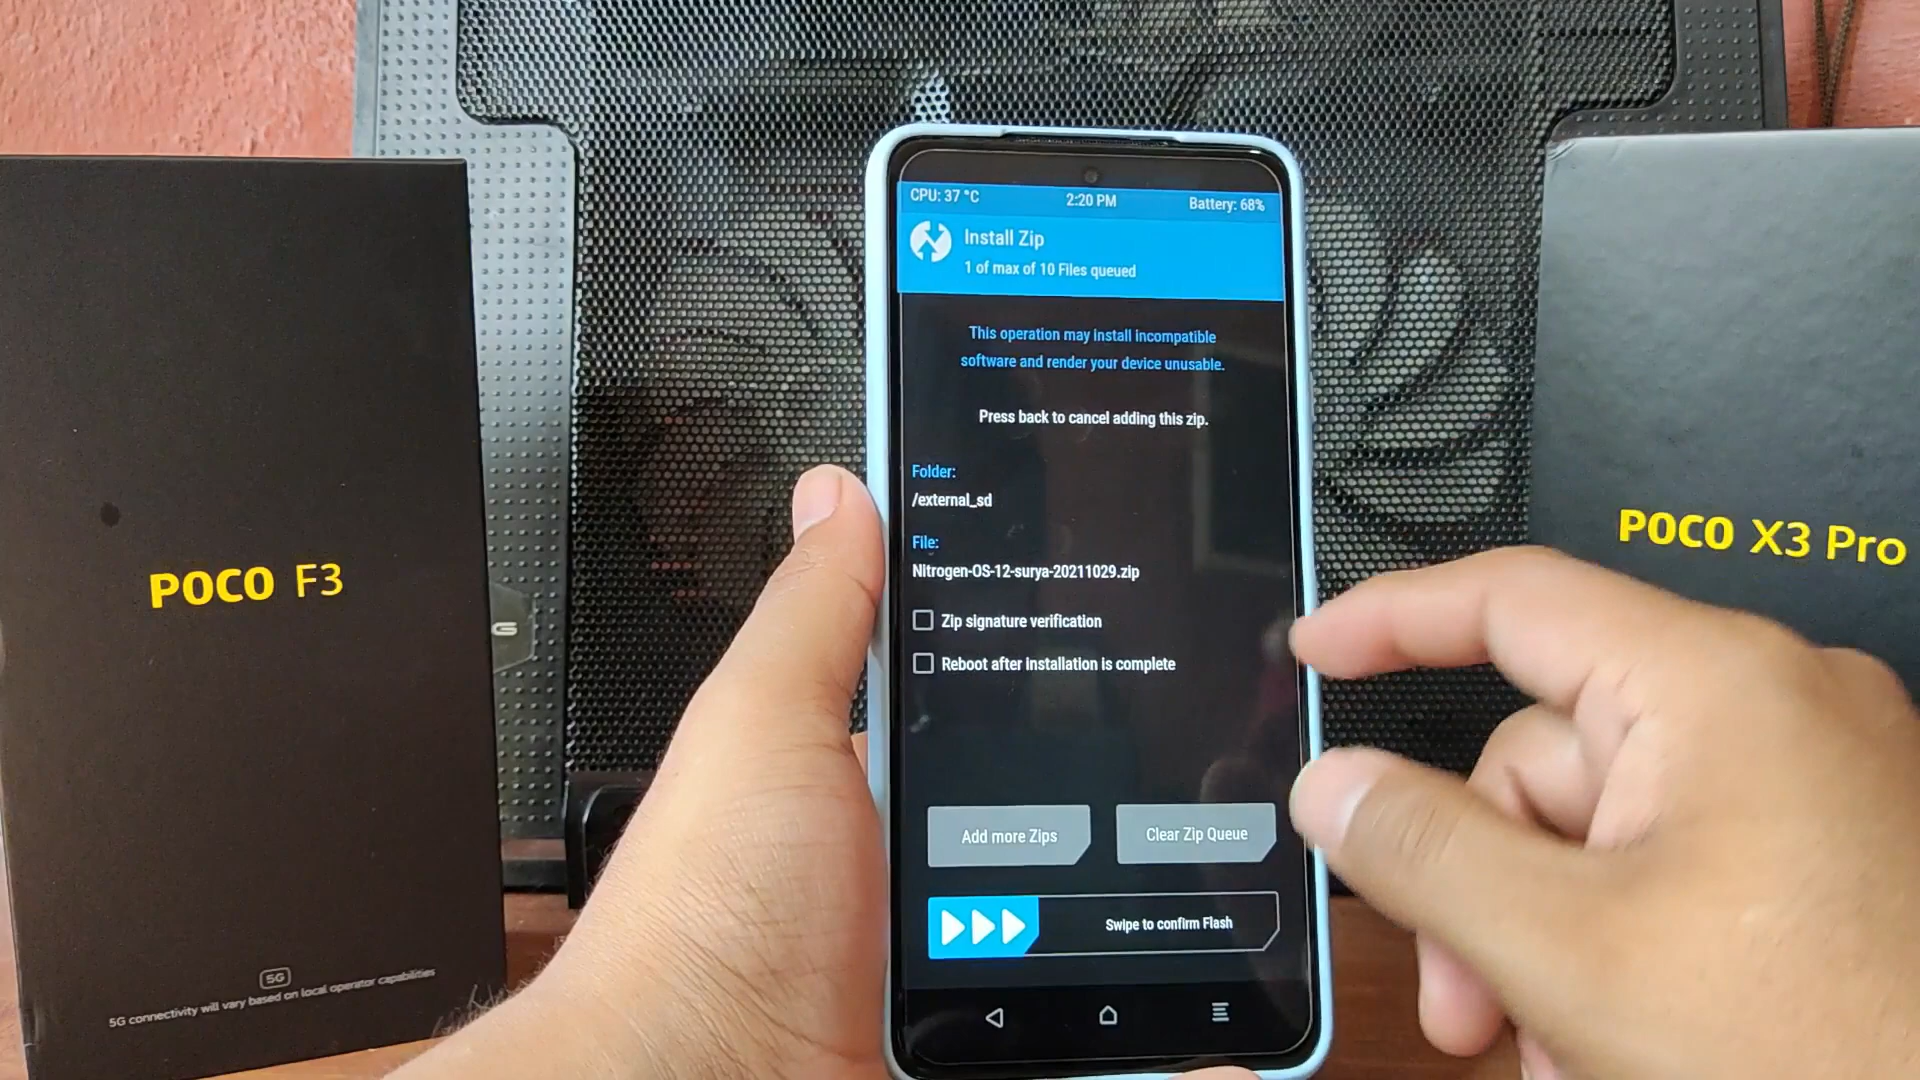 CPU: 37 °C
2:20 PM
Battery: 68%
Install Zip
1 of max of 10 Files queued
This operation may install incompatible
software and render your device unusable.
Press back to cancel adding this zip.
Folder:
/external_sd
File:
Nitrogen-OS-12-surya-20211029.zip
Zip signature verification
Reboot after installation is complete
Add more Zips
Clear Zip Queue
Swipe to confirm Flash
POCO F3
5G
5G connectivity will vary based on local operator capabilities
POCO X3 Pro